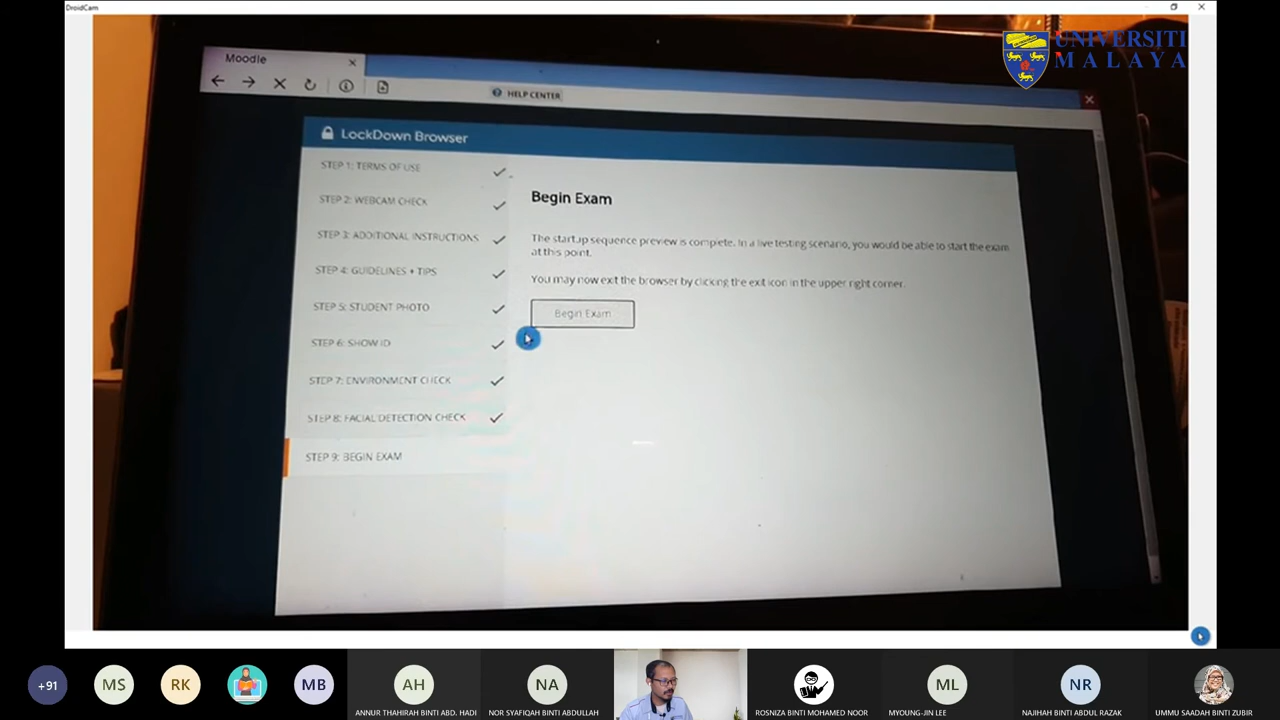 DroidCam
UNIVERSITI
MALAYA
Moodle
HELP CENTER
LockDown Browser
STEP 1: TERMS OF USE
STEP 2: WEBCAM CHECK
STEP 3: ADDITIONAL INSTRUCTIONS
STEP 4: GUIDELINES + TIPS
STEP 5: STUDENT PHOTO
STEP 6: SHOW ID
STEP 7: ENVIRONMENT CHECK
STEP 8: FACIAL DETECTION CHECK
STEP 9: BEGIN EXAM
Begin Exam
The startup sequence preview is complete. In a live testing scenario, you would be able to start the exam
at this point.
You may now exit the browser by clicking the exit icon in the upper right corner.
Begin Exam
+91
MS
RK
MB
AH
ANNUR THAHIRAH BINTI ABD. HADI
NA
NOR SYAFIQAH BINTI ABDULLAH
ROSNIZA BINTI MOHAMED NOOR
ML
MYOUNG-JIN LEE
NR
NAJIHAH BINTI ABDUL RAZAK
UMMU SAADAH BINTI ZUBIR